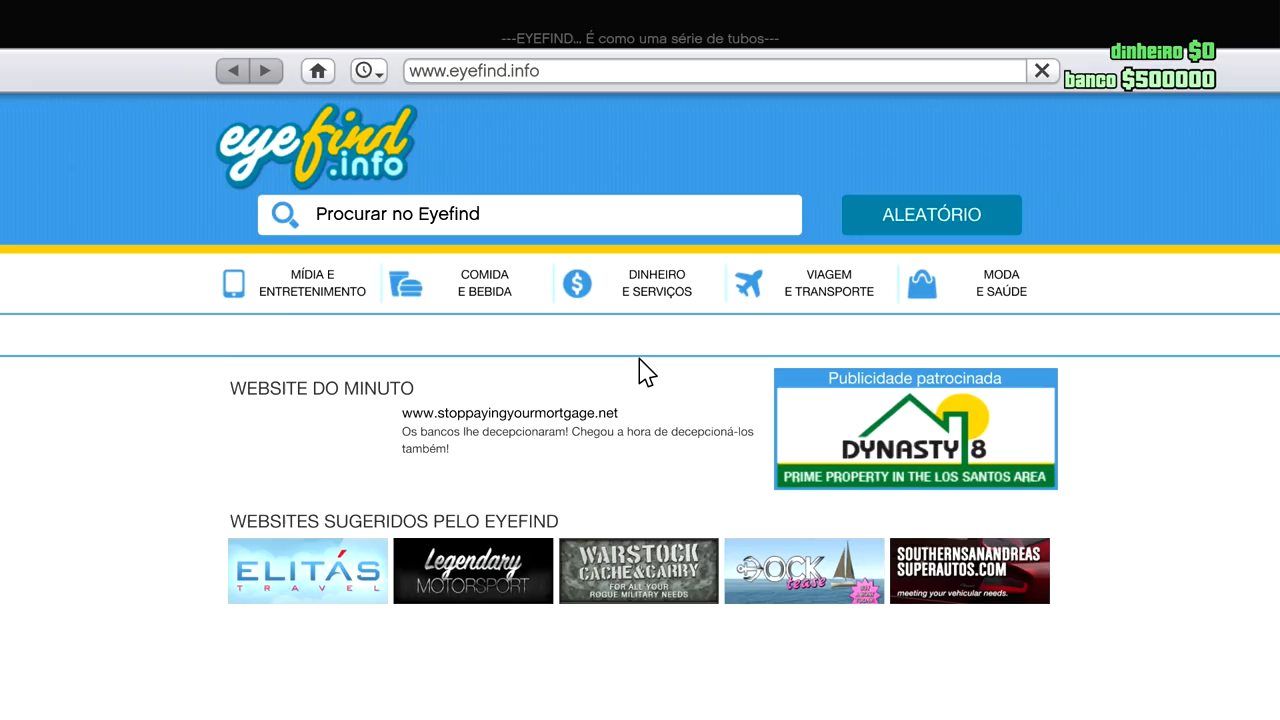 ---EYEFIND... É como uma série de tubos---
dinheiro $0
www.eyefind.info
banco $500000
eyefind
.info
Procurar no Eyefind
ALEATÓRIO
MÍDIA E
ENTRETENIMENTO
COMIDA
E BEBIDA
DINHEIRO
E SERVIÇOS
VIAGEM
E TRANSPORTE
MODA
E SAÚDE
WEBSITE DO MINUTO
www.stoppayingyourmortgage.net
Os bancos lhe decepcionaram! Chegou a hora de decepcioná-los
também!
Publicidade patrocinada
DYNASTY 8
PRIME PROPERTY IN THE LOS SANTOS AREA
WEBSITES SUGERIDOS PELO EYEFIND
ELITÁS
TRAVEL
Legendary
MOTORSPORT
WARSTOCK
CACHE & CARRY
FOR ALL YOUR
ROGUE MILITARY NEEDS
DOCK
tease
SOUTHERNSANANDREAS
SUPERAUTOS.COM
meeting your vehicular needs.